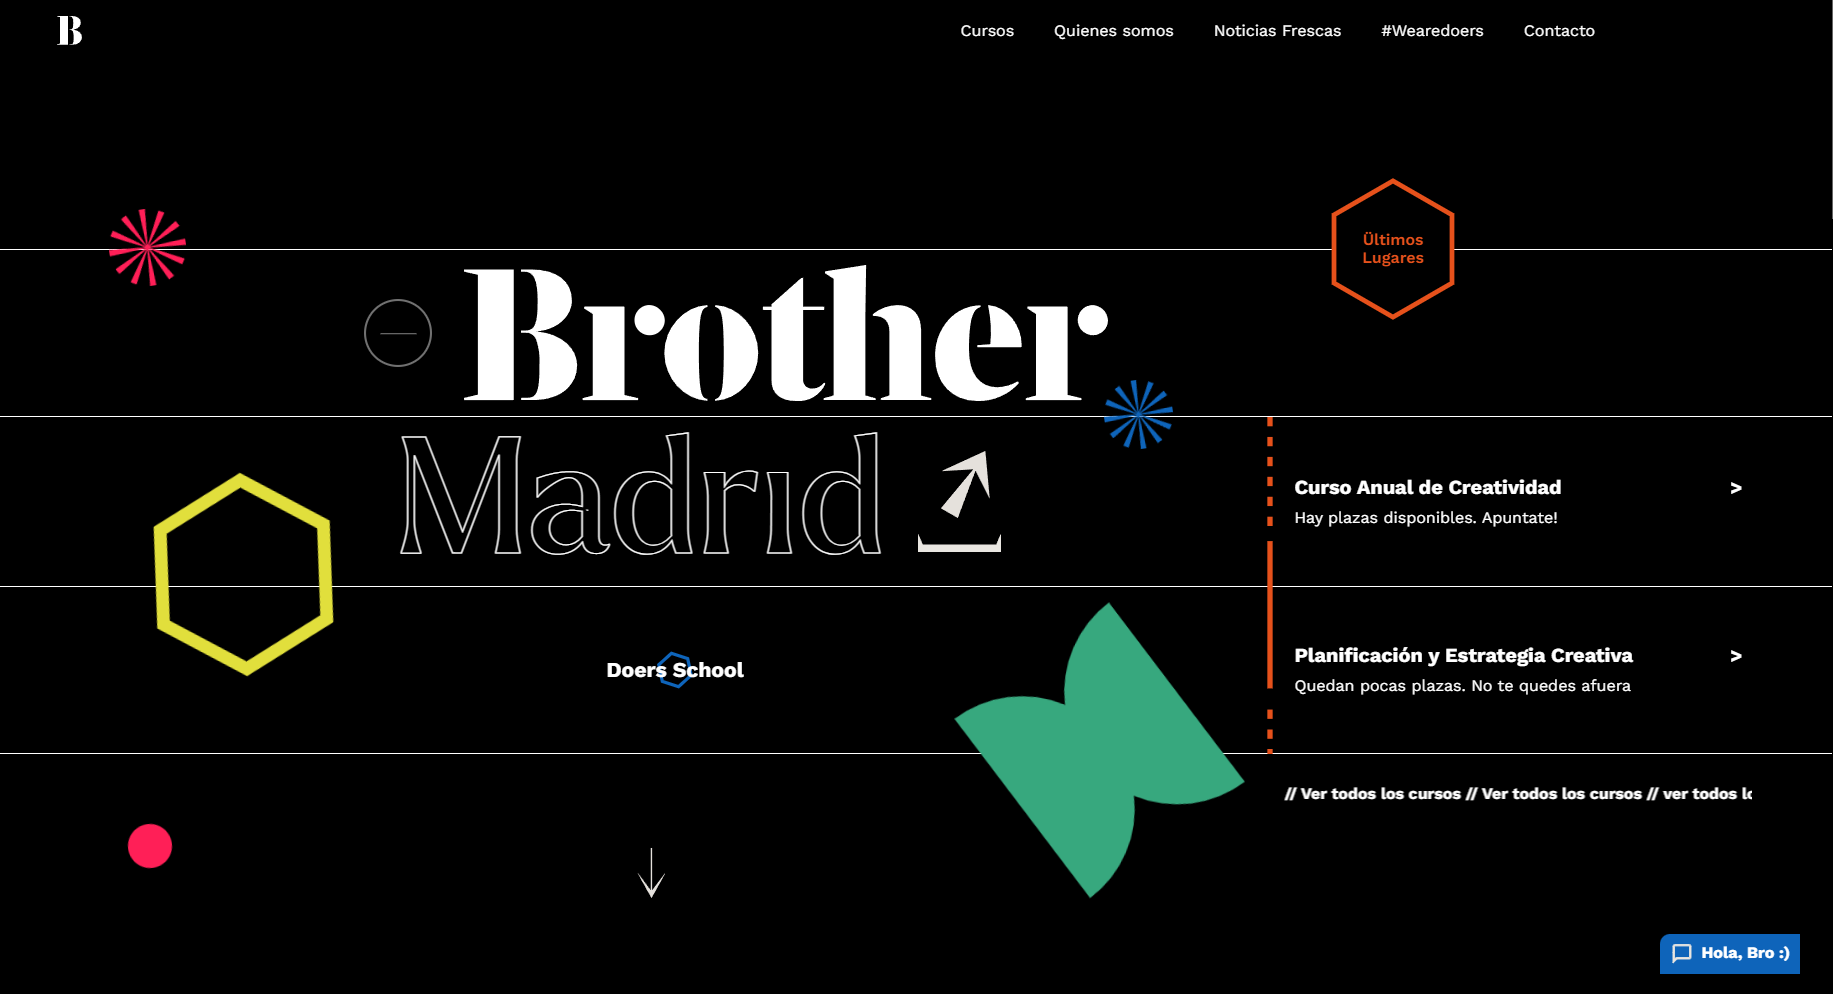 B
Cursos
Quienes somos
Noticias Frescas
#Wearedoers
Contacto
Ültimos
Lugares
Brother
Madrid
Curso Anual de Creatividad >
Hay plazas disponibles. Apuntate!
Doers School
Planificación y Estrategia Creativa >
Quedan pocas plazas. No te quedes afuera
// Ver todos los cursos // Ver todos los cursos // ver todos lo
Hola, Bro :)